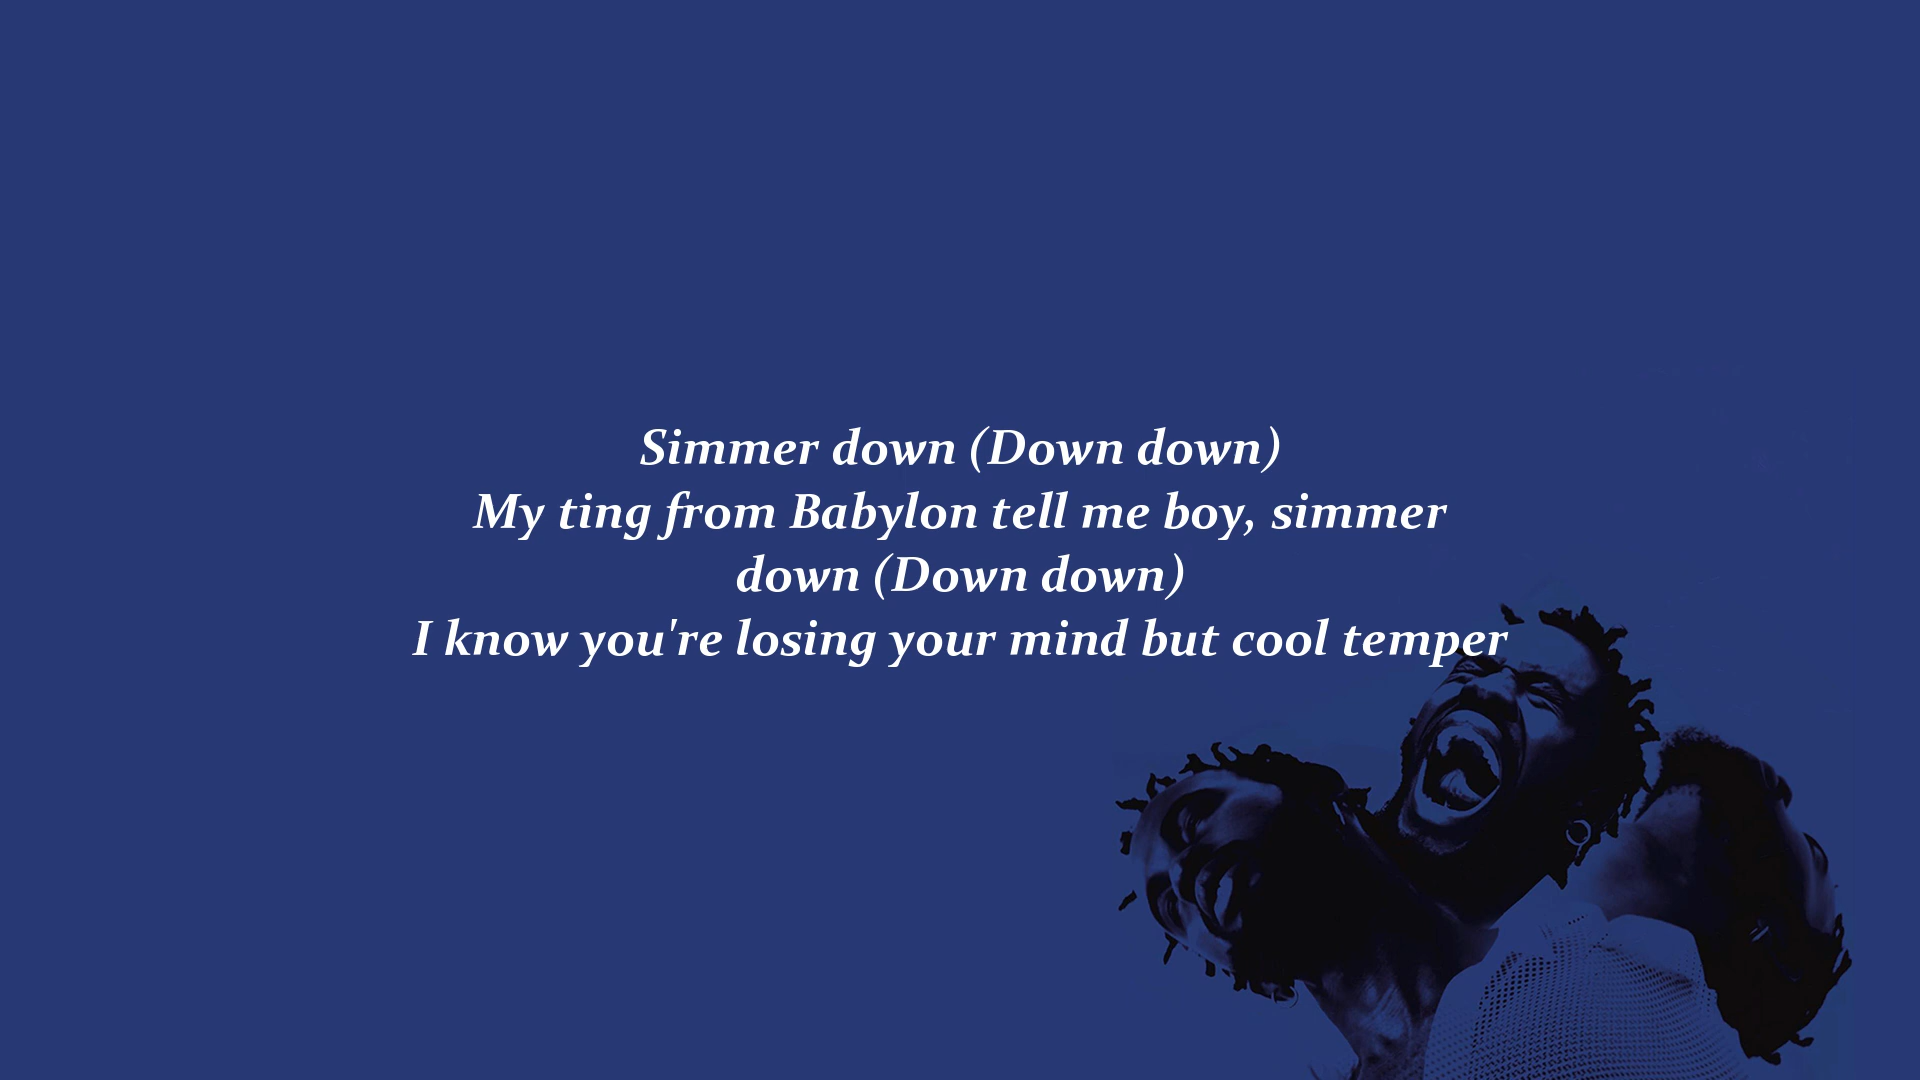 Simmer down (Down down)
My ting from Babylon tell me boy, simmer
down (Down down)
I know you're losing your mind but cool temper